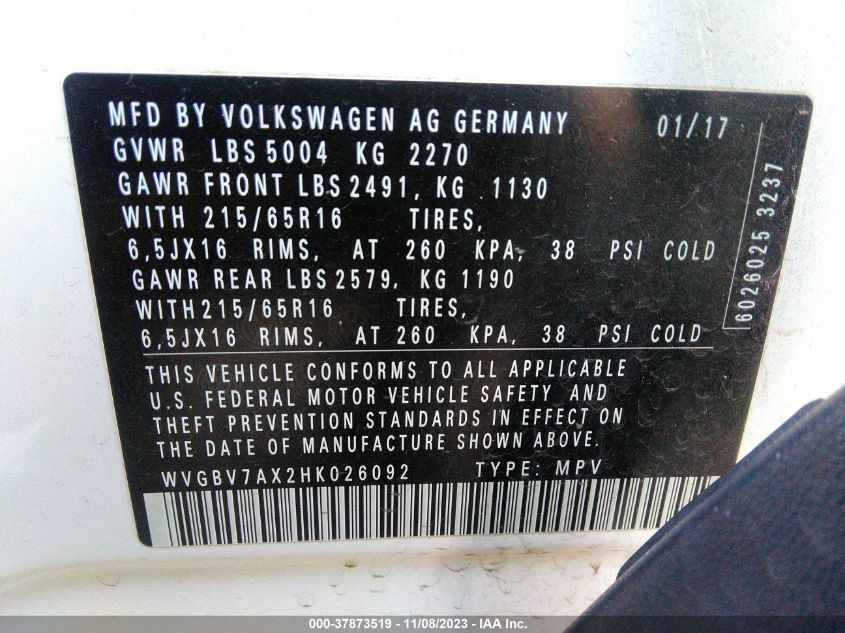 MFD BY VOLKSWAGEN AG GERMANY 01/17
GVWR LBS 5004 KG 2270
GAWR FRONT LBS 2491, KG 1130
WITH 215/65R16 TIRES,
6,5JX16 RIMS, AT 260 KPA, 38 PSI COLD
GAWR REAR LBS 2579, KG 1190
WITH 215/65R16 TIRES,
6,5JX16 RIMS, AT 260 KPA, 38 PSI COLD
6026025 3237
THIS VEHICLE CONFORMS TO ALL APPLICABLE
U.S. FEDERAL MOTOR VEHICLE SAFETY AND
THEFT PREVENTION STANDARDS IN EFFECT ON
THE DATE OF MANUFACTURE SHOWN ABOVE.
WVGBV7AX2HK026092 TYPE: MPV
000-37873519 - 11/08/2023 - IAA Inc.